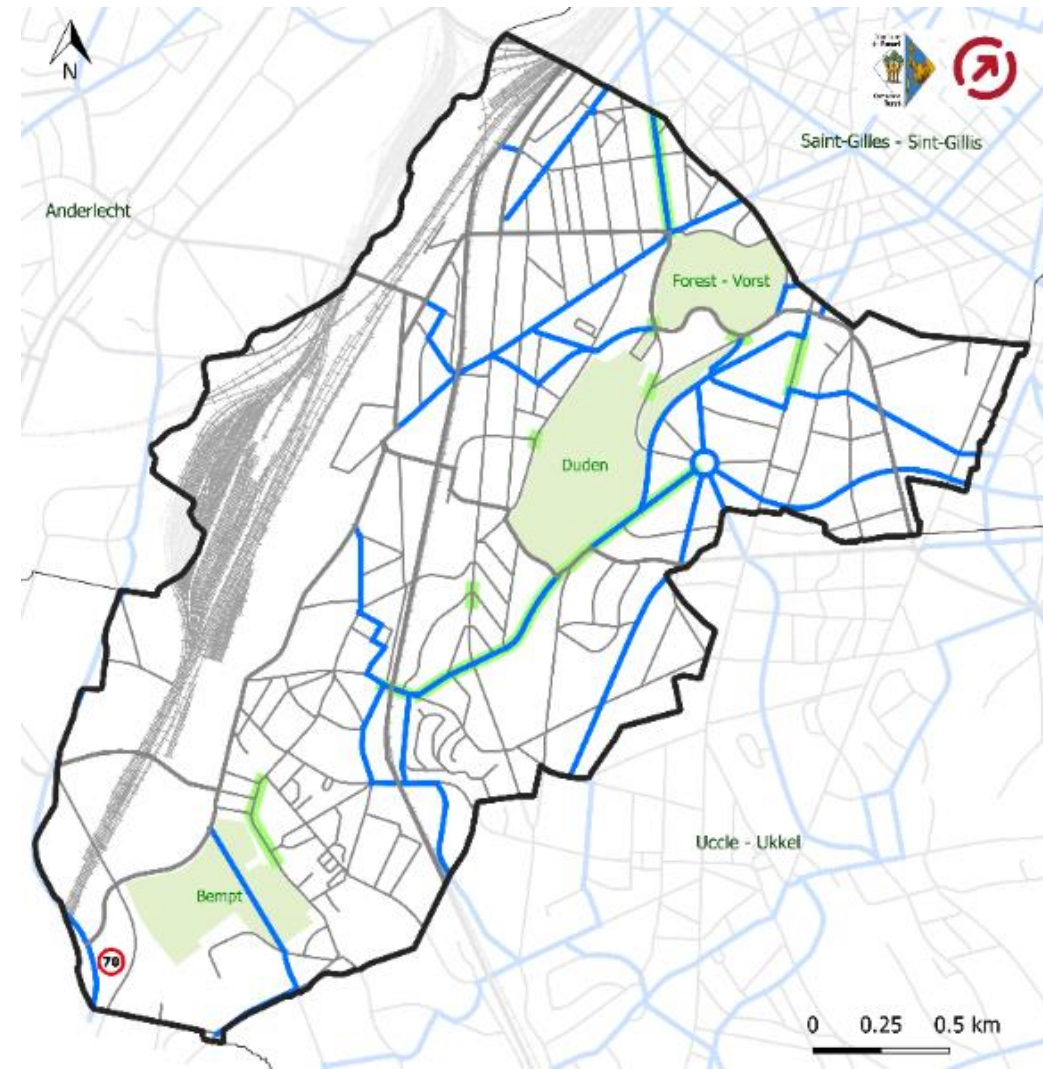 N
Saint-Gilles - Sint-Gillis
Anderlecht
Forest - Vorst
Duden
Uccle - Ukkel
Bempt
70
0 0.25 0.5 km